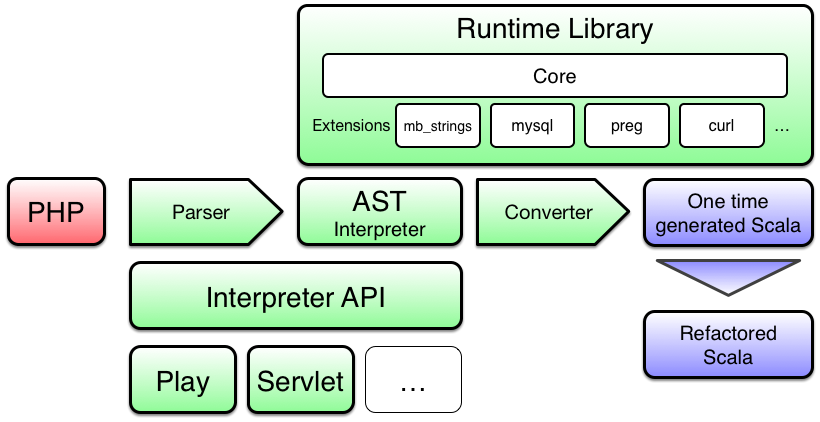 Runtime Library
Core
Extensions mb_strings mysql preg curl ...
PHP
Parser
AST
Interpreter
Converter
One time
generated Scala
Interpreter API
Refactored
Scala
Play Servlet ...